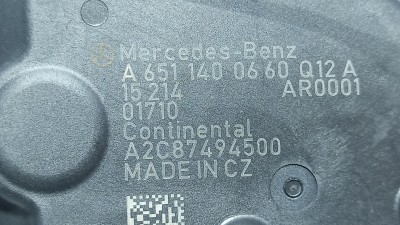 Mercedes-Benz
A 651 140 06 60 Q12 A
15 214 AR0001
01710
Continental
A2C87494500
MADE IN CZ